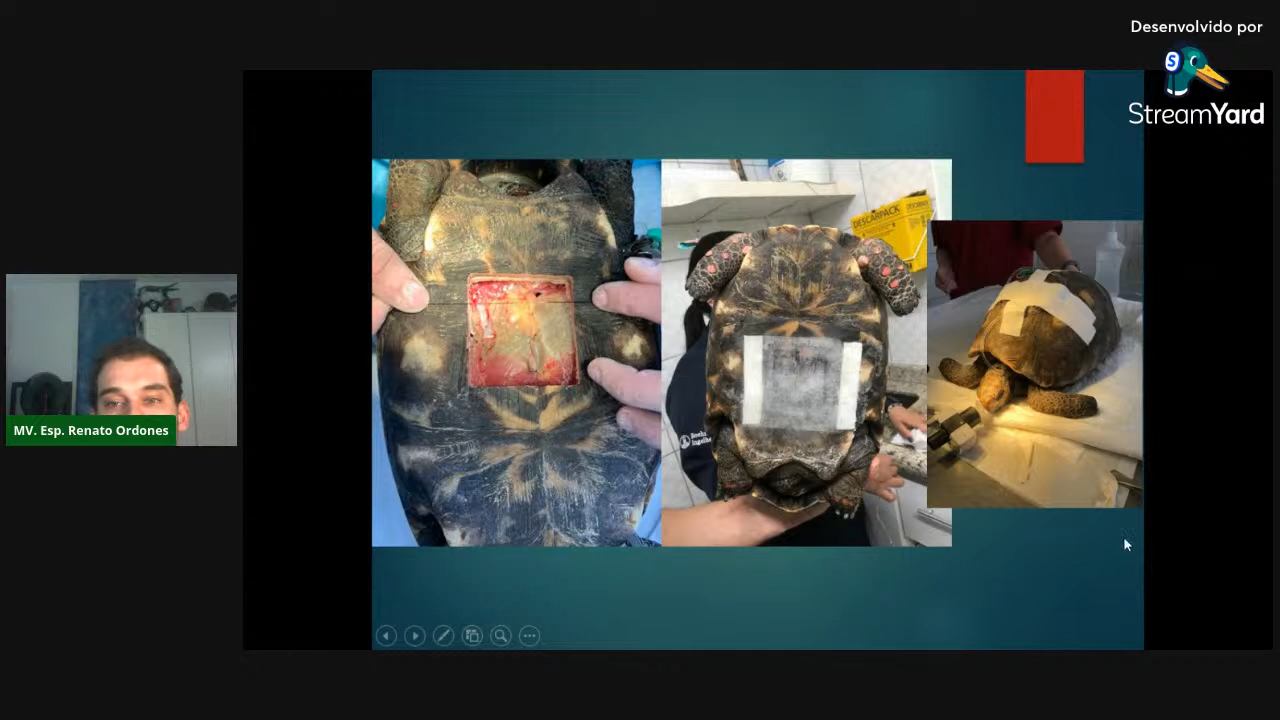 Desenvolvido por
StreamYard
DESCARPACK
MV. Esp. Renato Ordones